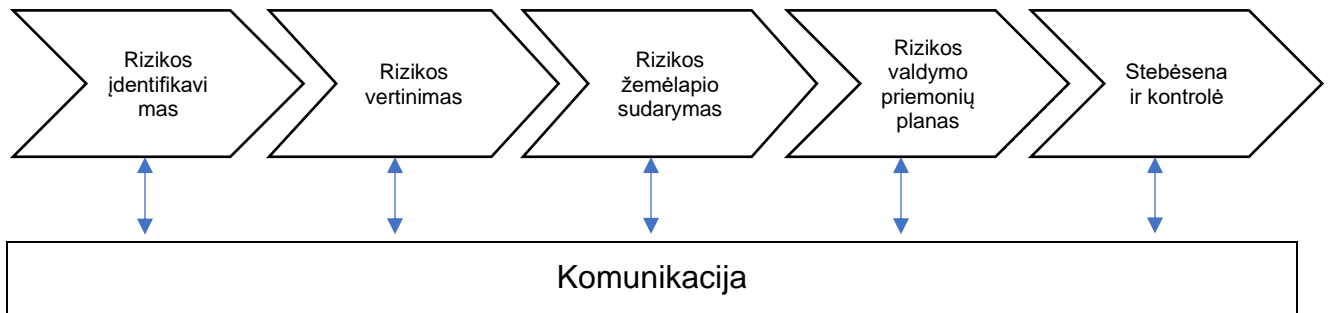 Rizikos
įdentifikavi
mas
Rizikos
vertinimas
Rizikos
žemėlapio
sudarymas
Rizikos
valdymo
priemonių
planas
Stebėsena
ir kontrolė
Komunikacija